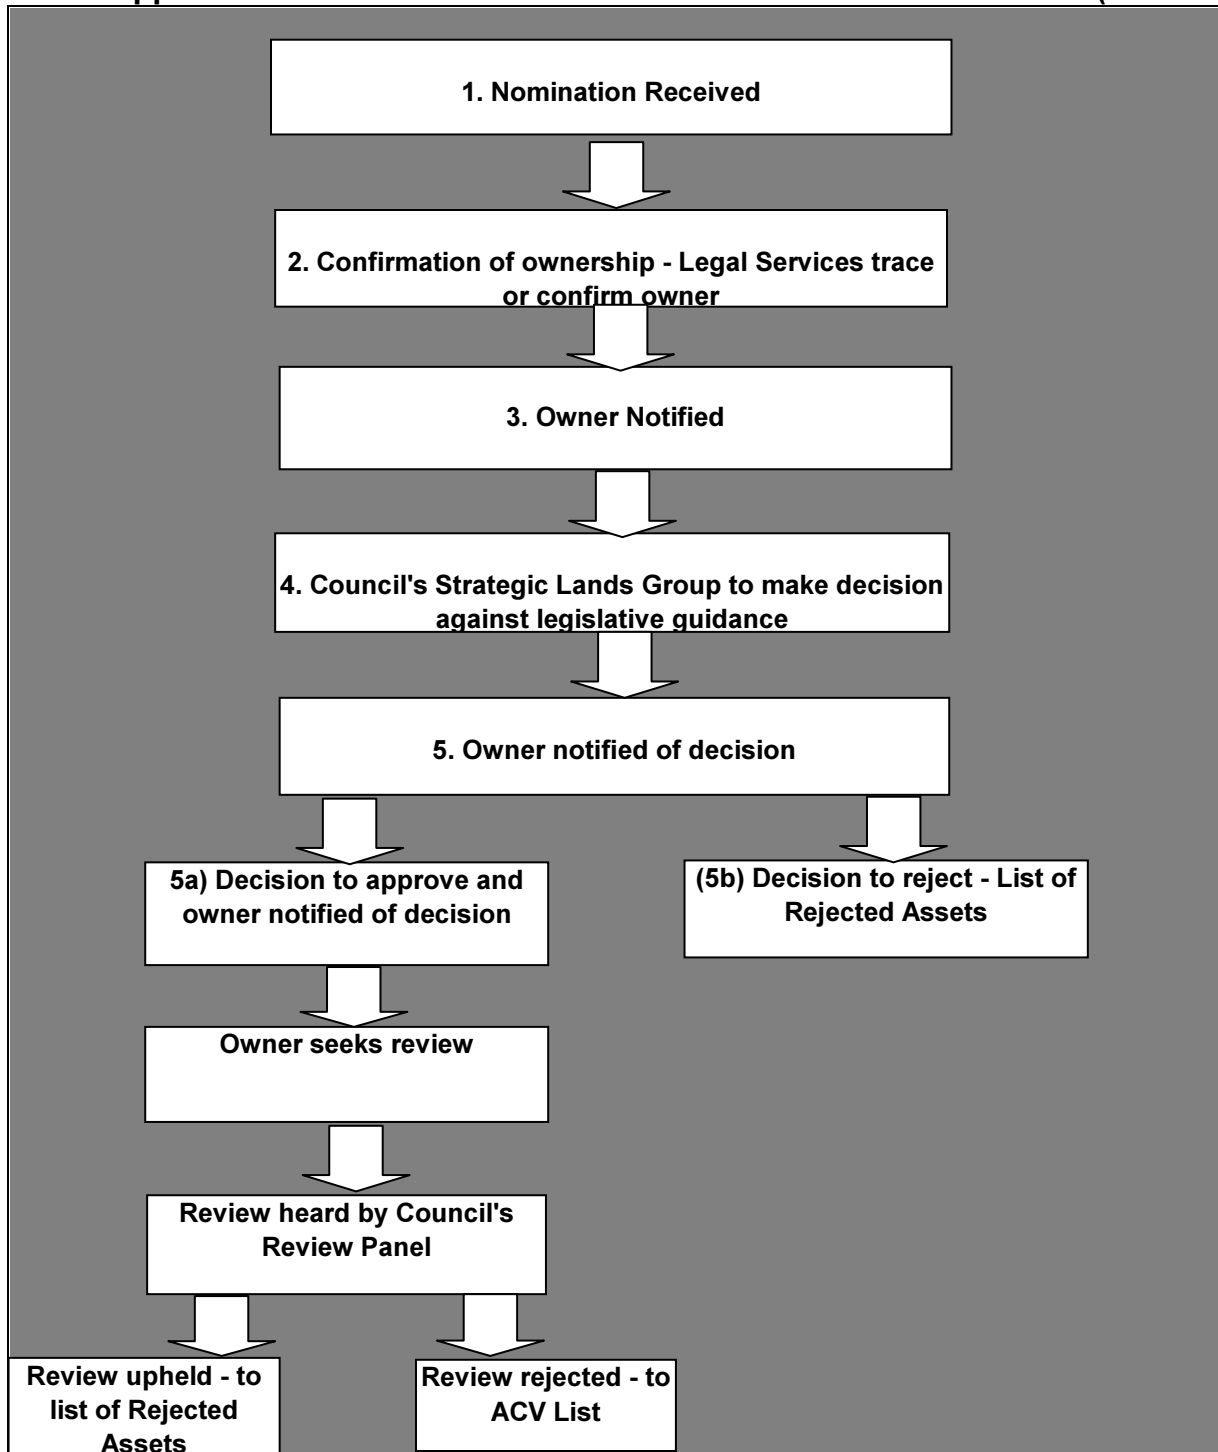 1. Nomination Received
2. Confirmation of ownership - Legal Services trace
or confirm owner
3. Owner Notified
4. Council's Strategic Lands Group to make decision
against legislative guidance
5. Owner notified of decision
5a) Decision to approve and
owner notified of decision
(5b) Decision to reject - List of
Rejected Assets
Owner seeks review
Review heard by Council's
Review Panel
Review upheld - to
list of Rejected
Assets
Review rejected - to
ACV List